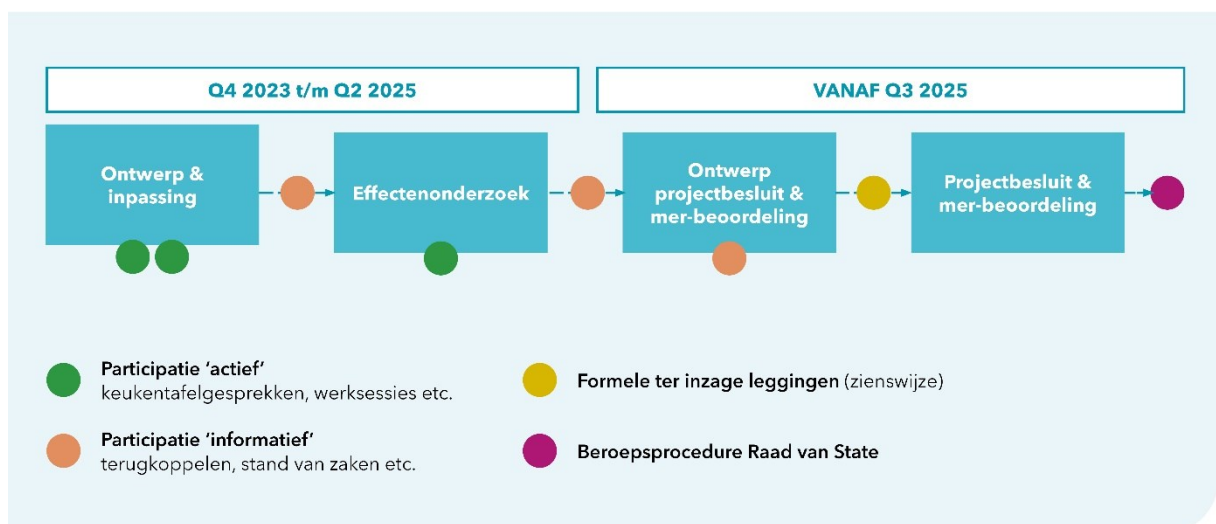 Q4 2023 t/m Q2 2025
VANAF Q3 2025
Ontwerp &
inpassing
Effectenonderzoek
Ontwerp
projectbesluit &
mer-beoordeling
Projectbesluit &
mer-beoordeling
Participatie ‘actief’
keukentafelgesprekken, werksessies etc.
Participatie ‘informatief’
terugkoppelen, stand van zaken etc.
Formele ter inzage leggingen (zienswijze)
Beroepsprocedure Raad van State